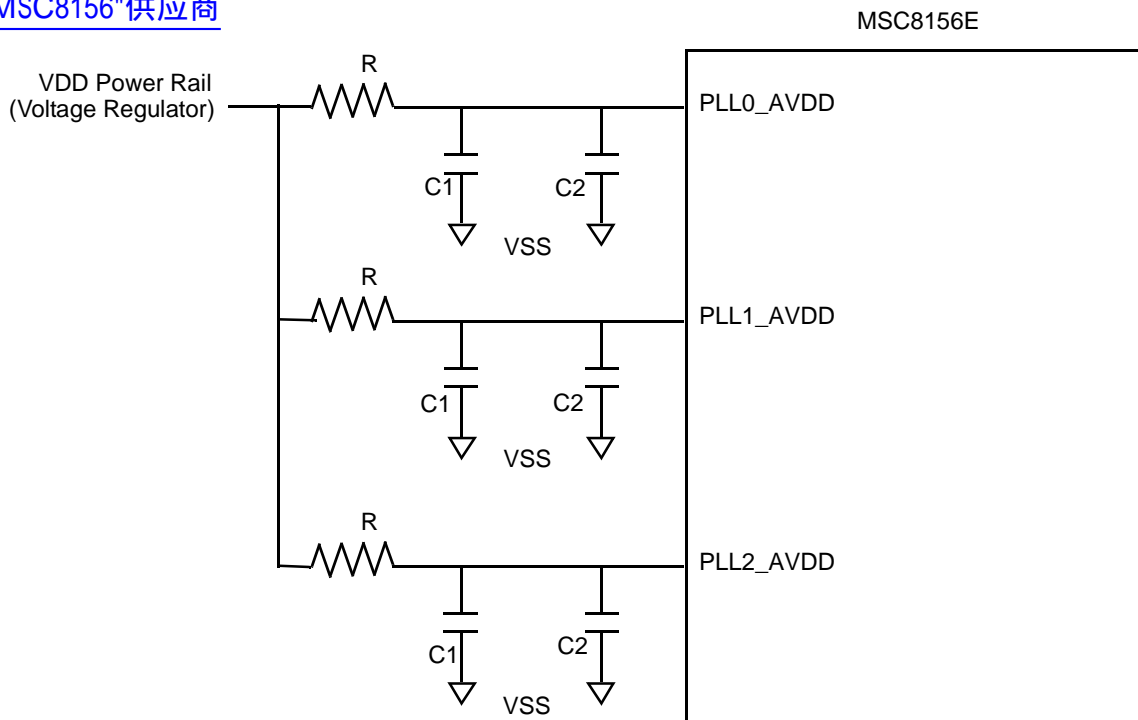 MSC8156"供应商
MSC8156E
VDD Power Rail
(Voltage Regulator)
R
PLL0_AVDD
C1
C2
VSS
R
PLL1_AVDD
C1
C2
VSS
R
PLL2_AVDD
C1
C2
VSS